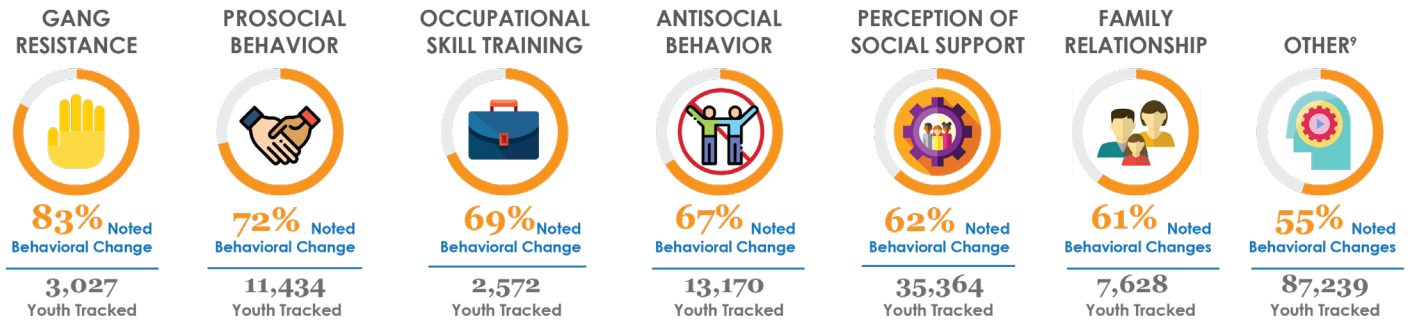 GANG
RESISTANCE
83% Noted
Behavioral Change
3,027
Youth Tracked
PROSOCIAL
BEHAVIOR
72% Noted
Behavioral Change
11,434
Youth Tracked
OCCUPATIONAL
SKILL TRAINING
69% Noted
Behavioral Change
2,572
Youth Tracked
ANTISOCIAL
BEHAVIOR
67% Noted
Behavioral Change
13,170
Youth Tracked
PERCEPTION OF
SOCIAL SUPPORT
62% Noted
Behavioral Change
35,364
Youth Tracked
FAMILY
RELATIONSHIP
61% Noted
Behavioral Changes
7,628
Youth Tracked
OTHER⁹
55% Noted
Behavioral Changes
87,239
Youth Tracked